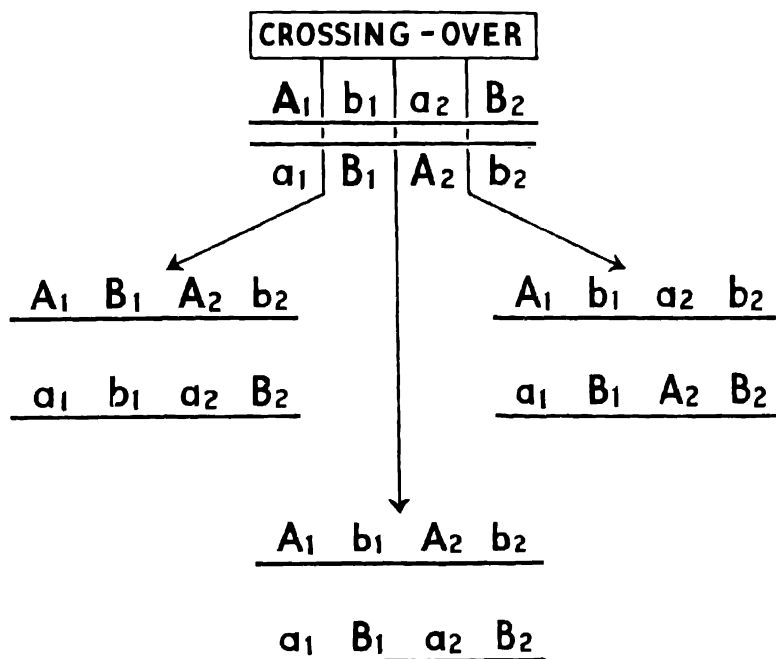 CROSSING-OVER
A₁ b₁ a₂ B₂
a₁ B₁ A₂ b₂
A₁ B₁ A₂ b₂
a₁ b₁ a₂ B₂
A₁ b₁ a₂ b₂
a₁ B₁ A₂ B₂
A₁ b₁ A₂ b₂
a₁ B₁ a₂ B₂